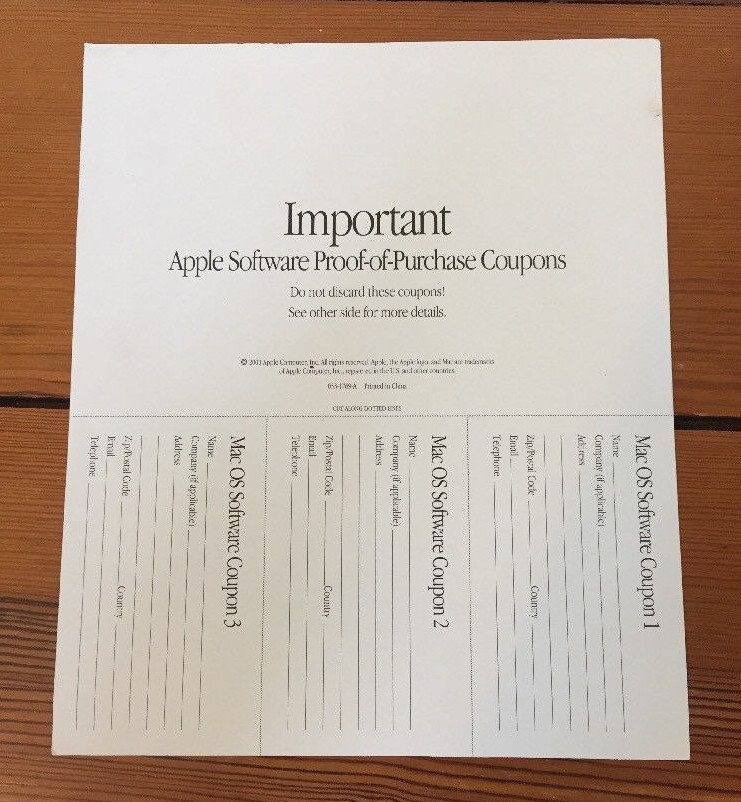 Important
Apple Software Proof-of-Purchase Coupons
Do not discard these coupons!
See other side for more details.
© 2001 Apple Computer, Inc. All rights reserved. Apple, the Apple logo, and Mac are trademarks
of Apple Computer, Inc., registered in the U.S. and other countries.
033-1769-A Printed in China
CUT ALONG DOTTED LINES
Mac OS Software Coupon 3
Name
Company (if applicable)
Address
Zip/Postal Code Country
Email
Telephone
Mac OS Software Coupon 2
Name
Company (if applicable)
Address
Zip/Postal Code Country
Email
Telephone
Mac OS Software Coupon 1
Name
Company (if applicable)
Address
Zip/Postal Code Country
Email
Telephone